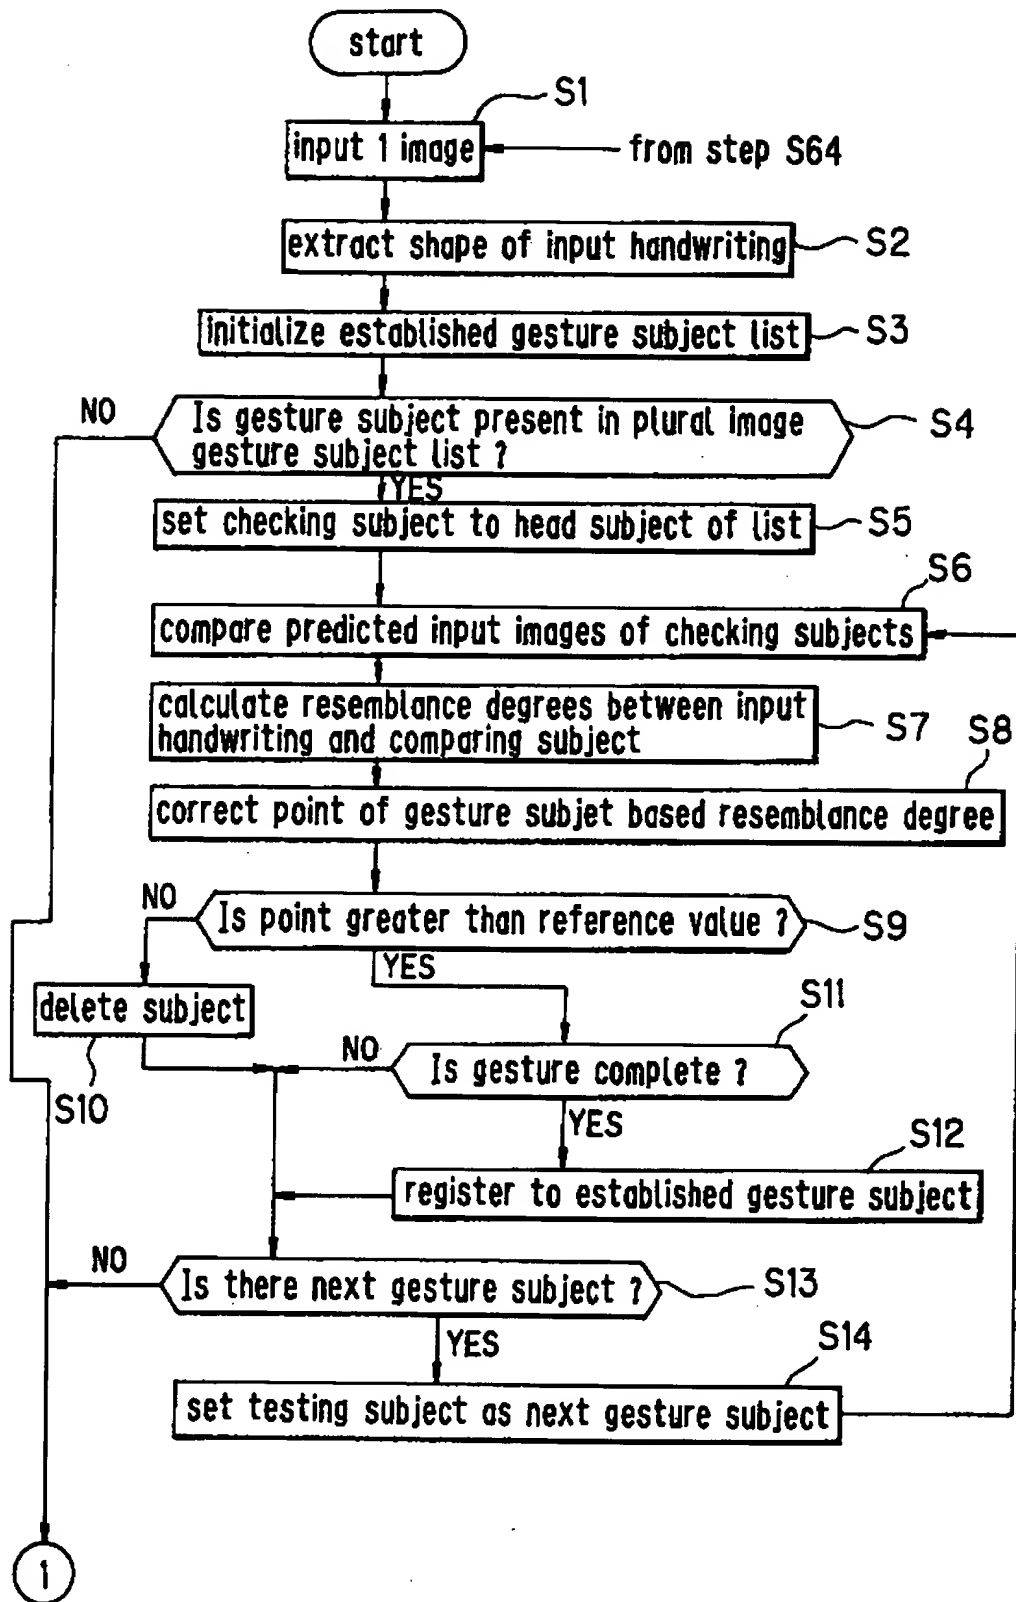 start
S1
input 1 image
from step S64
extract shape of input handwriting
S2
initialize established gesture subject list
S3
NO
Is gesture subject present in plural image
gesture subject list ?
S4
YES
set checking subject to head subject of list
S5
S6
compare predicted input images of checking subjects
calculate resemblance degrees between input
handwriting and comparing subject
S7
S8
correct point of gesture subjet based resemblance degree
NO
Is point greater than reference value ?
S9
YES
delete subject
S10
S11
NO
Is gesture complete ?
YES
S12
register to established gesture subject
NO
Is there next gesture subject ?
S13
YES
S14
set testing subject as next gesture subject
1